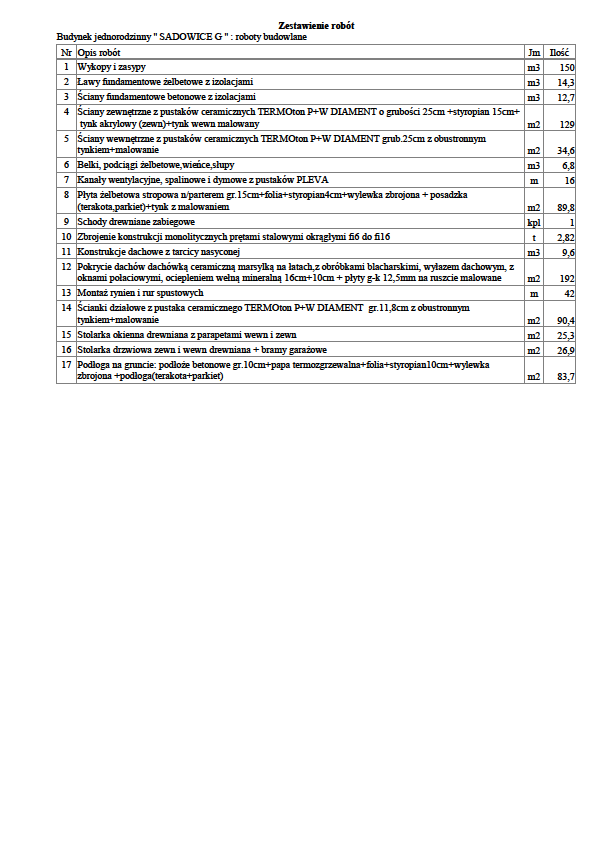 Zestawienie robót
Budynek jednorodzinny " SADOWICE G " : roboty budowlane
Nr Opis robót Jm Ilość
1 Wykopy i zasypy m3 150
2 Ławy fundamentowe żelbetowe z izolacjami m3 14,3
3 Ściany fundamentowe betonowe z izolacjami m3 12,7
4 Ściany zewnętrzne z pustaków ceramicznych TERMOton P+W DIAMENT o grubości 25cm +styropian 15cm+
tynk akrylowy (zewn)+tynk wewn malowany m2 129
5 Ściany wewnętrzne z pustaków ceramicznych TERMOton P+W DIAMENT grub.25cm z obustronnym
tynkiem+malowanie m2 34,6
6 Belki, podciągi żelbetowe,wieńce,słupy m3 6,8
7 Kanały wentylacyjne, spalinowe i dymowe z pustaków PLEVA m 16
8 Płyta żelbetowa stropowa n/parterem gr.15cm+folia+styropian4cm+wylewka zbrojona + posadzka
(terakota,parkiet)+tynk z malowaniem m2 89,8
9 Schody drewniane zabiegowe kpl 1
10 Zbrojenie konstrukcji monolitycznych prętami stalowymi okrągłymi fi6 do fi16 t 2,82
11 Konstrukcje dachowe z tarcicy nasyconej m3 9,6
12 Pokrycie dachów dachówką ceramiczną marsylką na łatach,z obróbkami blacharskimi, wyłazem dachowym, z
oknami połaciowymi, ociepleniem wełną mineralną 16cm+10cm + płyty g-k 12,5mm na ruszcie malowane m2 192
13 Montaż rynien i rur spustowych m 42
14 Ścianki działowe z pustaka ceramicznego TERMOton P+W DIAMENT gr.11,8cm z obustronnym
tynkiem+malowanie m2 90,4
15 Stolarka okienna drewniana z parapetami wewn i zewn m2 25,3
16 Stolarka drzwiowa zewn i wewn drewniana + bramy garażowe m2 26,9
17 Podłoga na gruncie: podłoże betonowe gr.10cm+papa termozgrzewalna+folia+styropian10cm+wylewka
zbrojona +podłoga(terakota+parkiet) m2 83,7